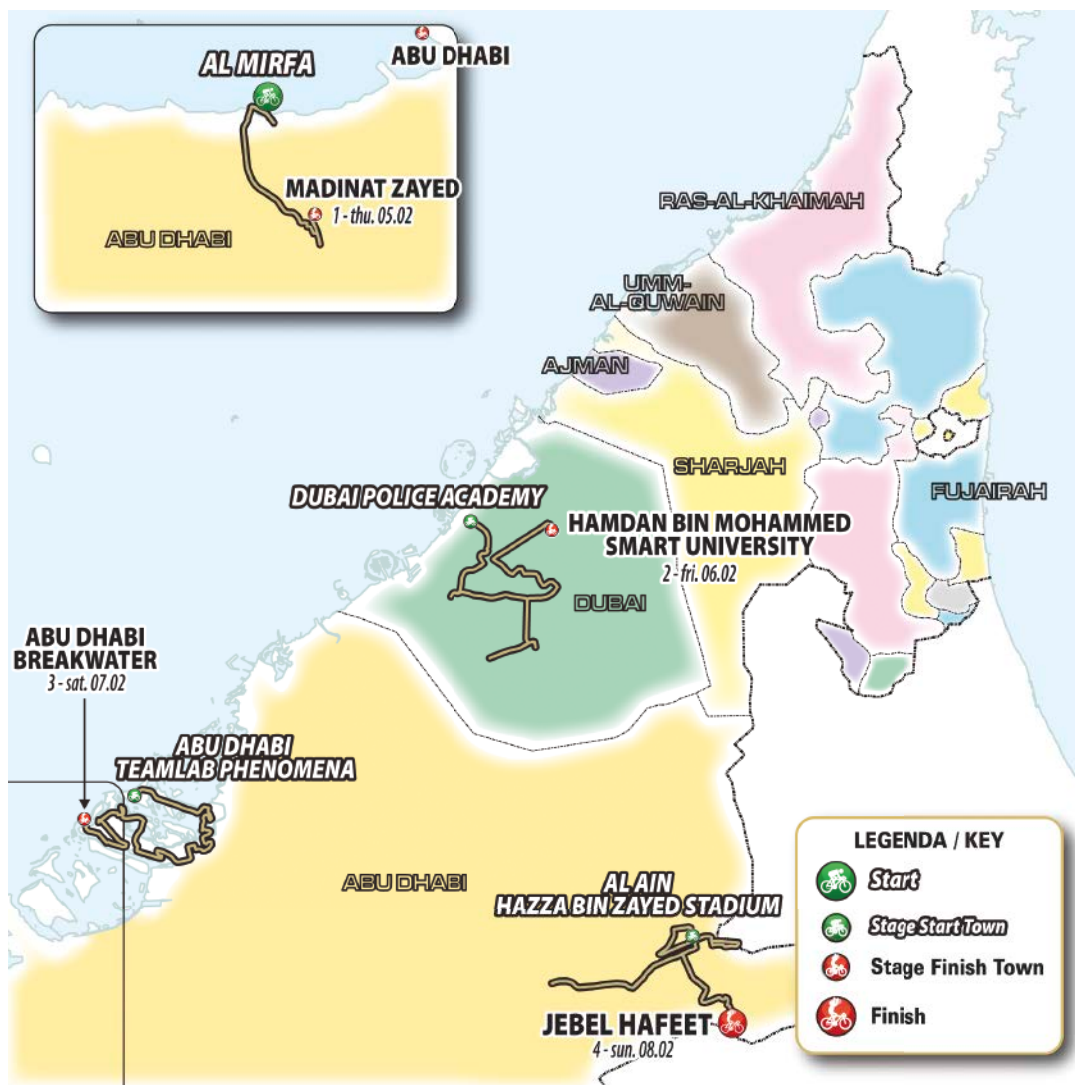 ABU DHABI
AL MIRFA
MADINAT ZAYED
1 - thu. 05.02
ABU DHABI
RAS-AL-KHAIMAH
UMM-
AL-QUWAIN
AJMAN
SHARJAH
FUJAIRAH
DUBAI POLICE ACADEMY
HAMDAN BIN MOHAMMED
SMART UNIVERSITY
2 - fri. 06.02
DUBAI
ABU DHABI
BREAKWATER
3 - sat. 07.02
ABU DHABI
TEAMLAB PHENOMENA
ABU DHABI
AL AIN
HAZZA BIN ZAYED STADIUM
JEBEL HAFEET
4 - sun. 08.02
LEGENDA / KEY
Start
Stage Start Town
Stage Finish Town
Finish